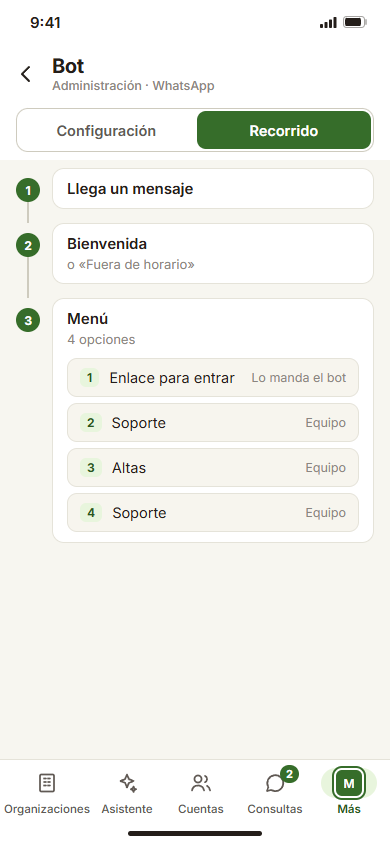 9:41
Bot
Administración · WhatsApp
Configuración
Recorrido
1
Llega un mensaje
2
Bienvenida
o «Fuera de horario»
3
Menú
4 opciones
1 Enlace para entrar Lo manda el bot
2 Soporte Equipo
3 Altas Equipo
4 Soporte Equipo
2
M
Organizaciones Asistente Cuentas Consultas Más